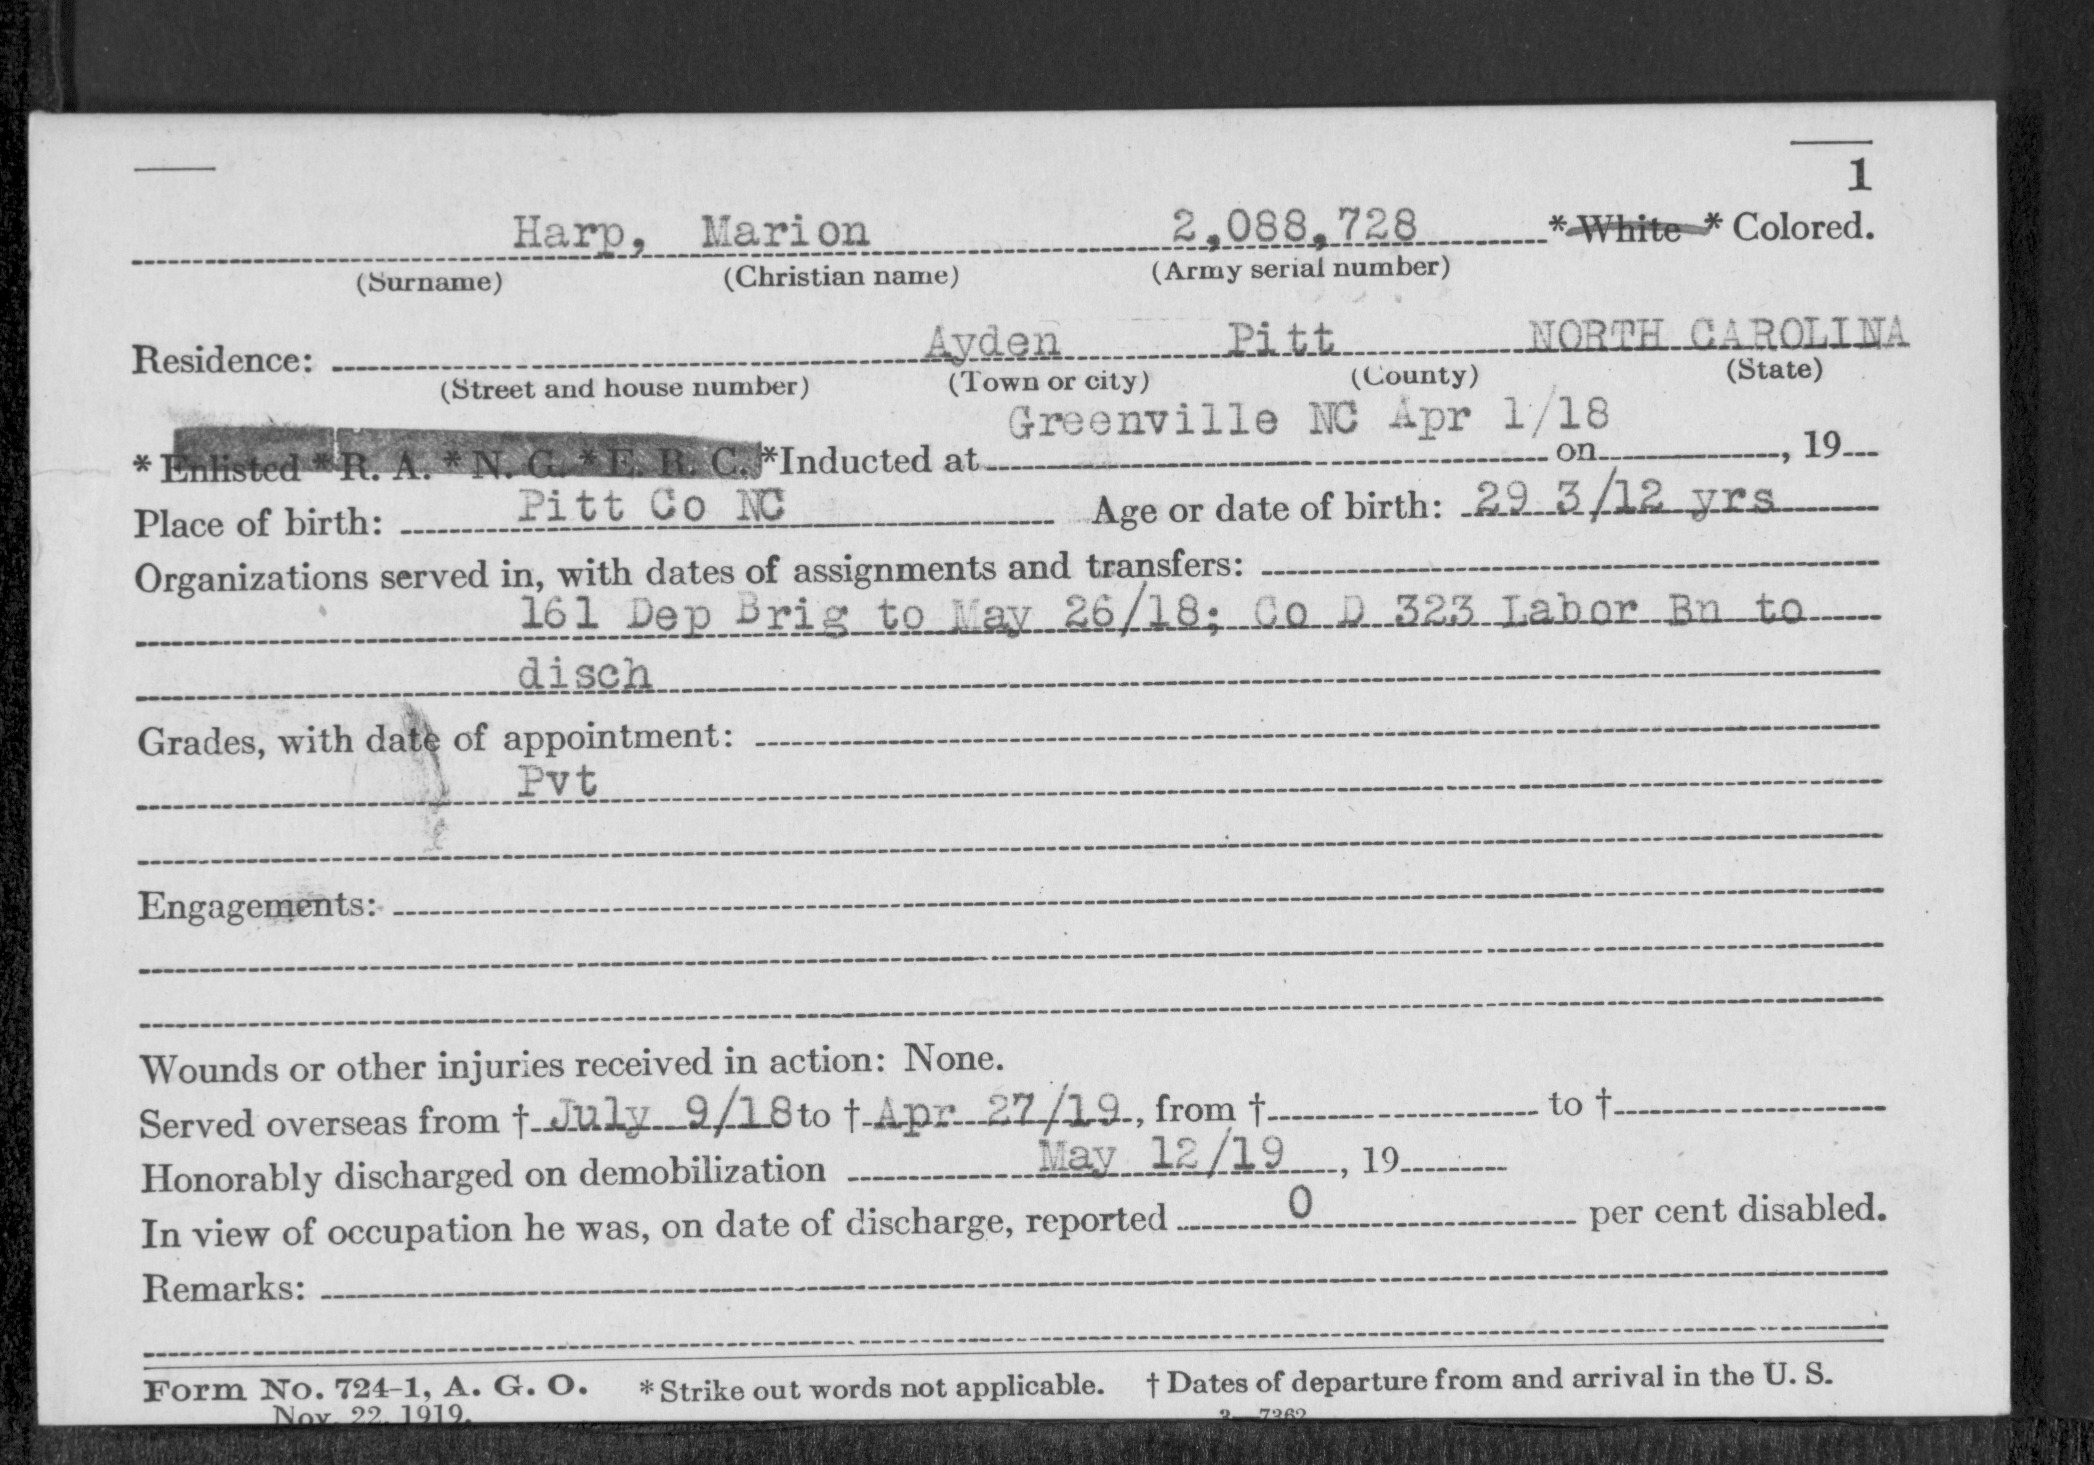 1
Harp, Marion 2,088,728 * White * Colored.
(Surname) (Christian name) (Army serial number)
Residence: Ayden Pitt NORTH CAROLINA
(Street and house number) (Town or city) (County) (State)
Greenville NC Apr 1/18
* Enlisted * R. A. * N. G. * E. R. C. *Inducted at on , 19
Place of birth: Pitt Co NC Age or date of birth: 29 3/12 yrs
Organizations served in, with dates of assignments and transfers:
161 Dep Brig to May 26/18; Co D 323 Labor Bn to
disch
Grades, with date of appointment:
Pvt
Engagements:
Wounds or other injuries received in action: None.
Served overseas from † July 9/18 to † Apr 27/19, from † to †
Honorably discharged on demobilization May 12/19, 19
In view of occupation he was, on date of discharge, reported 0 per cent disabled.
Remarks:
Form No. 724-1, A. G. O. * Strike out words not applicable. † Dates of departure from and arrival in the U. S.
Nov. 22, 1919. 3—7362